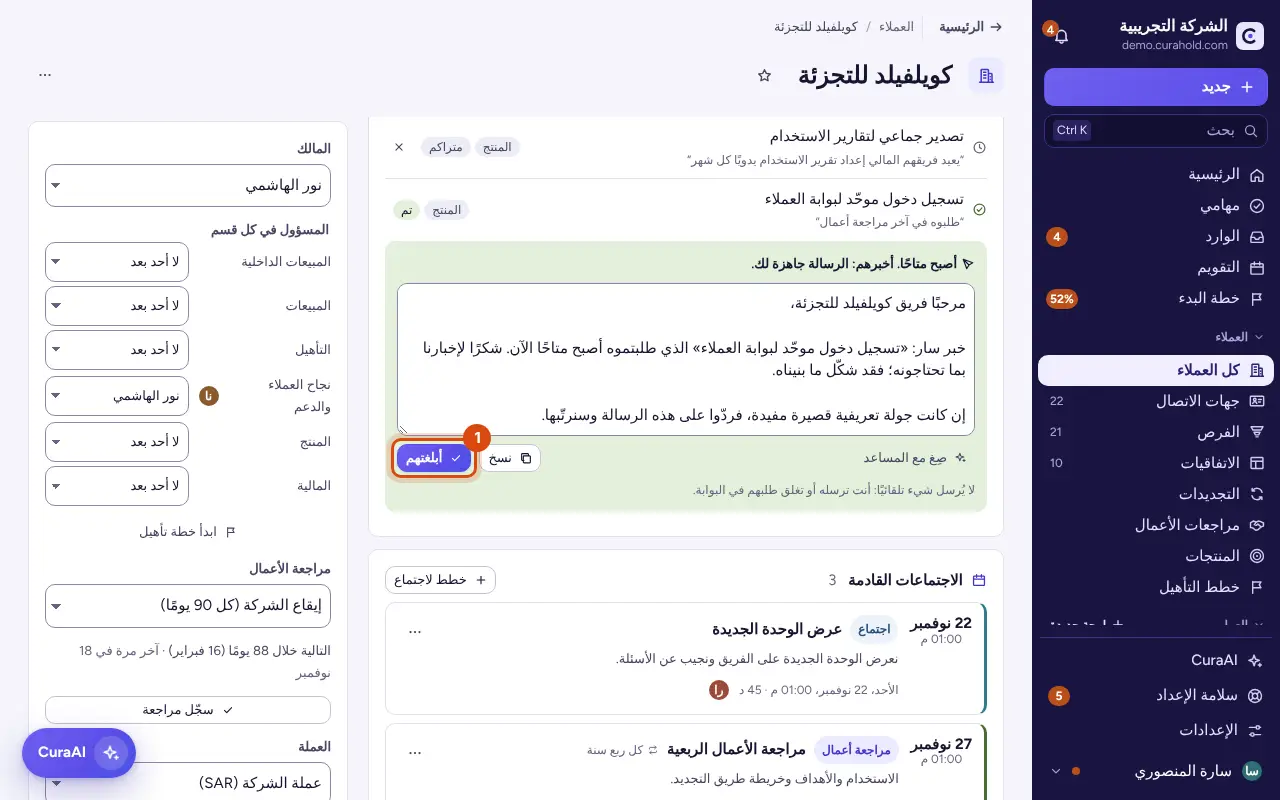 الشركة التجريبية
demo.curahold.com
4
جديد
بحث
Ctrl K
الرئيسية
مهامي
الوارد
4
التقويم
خطة البدء
52%
العملاء
كل العملاء
جهات الاتصال
22
الفرص
21
الاتفاقيات
10
التجديدات
مراجعات الأعمال
المنتجات
خطط التأهيل
CuraAI
سلامة الإعداد
5
الإعدادات
سا
سارة المنصوري
الرئيسية
العملاء / كويلفيلد للتجزئة
كويلفيلد للتجزئة
تصدير جماعي لتقارير الاستخدام
المنتج
متراكم
"يعيد فريقهم المالي إعداد تقرير الاستخدام يدويًا كل شهر"
تسجيل دخول موحّد لبوابة العملاء
المنتج
تم
"طلبوه في آخر مراجعة أعمال"
أصبح متاحًا. أخبرهم: الرسالة جاهزة لك.
مرحبًا فريق كويلفيلد للتجزئة،
خبر سار: «تسجيل دخول موحّد لبوابة العملاء» الذي طلبتموه أصبح متاحًا الآن. شكرًا لإخبارنا
بما تحتاجونه؛ فقد شكّل ما بنيناه.
إن كانت جولة تعريفية قصيرة مفيدة، فردّوا على هذه الرسالة وسنرتّبها.
صِغ مع المساعد
نسخ
أبلغتهم
1
لا يُرسل شيء تلقائيًا: أنت ترسله أو تغلق طلبهم في البوابة.
الاجتماعات القادمة
3
خطط لاجتماع
22 نوفمبر
01:00 م
اجتماع
عرض الوحدة الجديدة
نعرض الوحدة الجديدة على الفريق ونجيب عن الأسئلة.
الأحد، 22 نوفمبر، 01:00 م · 45 د
را
27 نوفمبر
01:00 م
مراجعة أعمال
مراجعة الأعمال الربعية
كل ربع سنة
الاستخدام والأهداف وخريطة طريق التجديد.
المالك
نور الهاشمي
المسؤول في كل قسم
المبيعات الداخلية
لا أحد بعد
المبيعات
لا أحد بعد
التأهيل
لا أحد بعد
نجاح العملاء
والدعم
نا
نور الهاشمي
المنتج
لا أحد بعد
المالية
لا أحد بعد
ابدأ خطة تأهيل
مراجعة الأعمال
إيقاع الشركة (كل 90 يومًا)
التالية خلال 88 يومًا (16 فبراير) · آخر مرة في 18
نوفمبر
سجّل مراجعة
العملة
عملة الشركة (SAR)
CuraAI